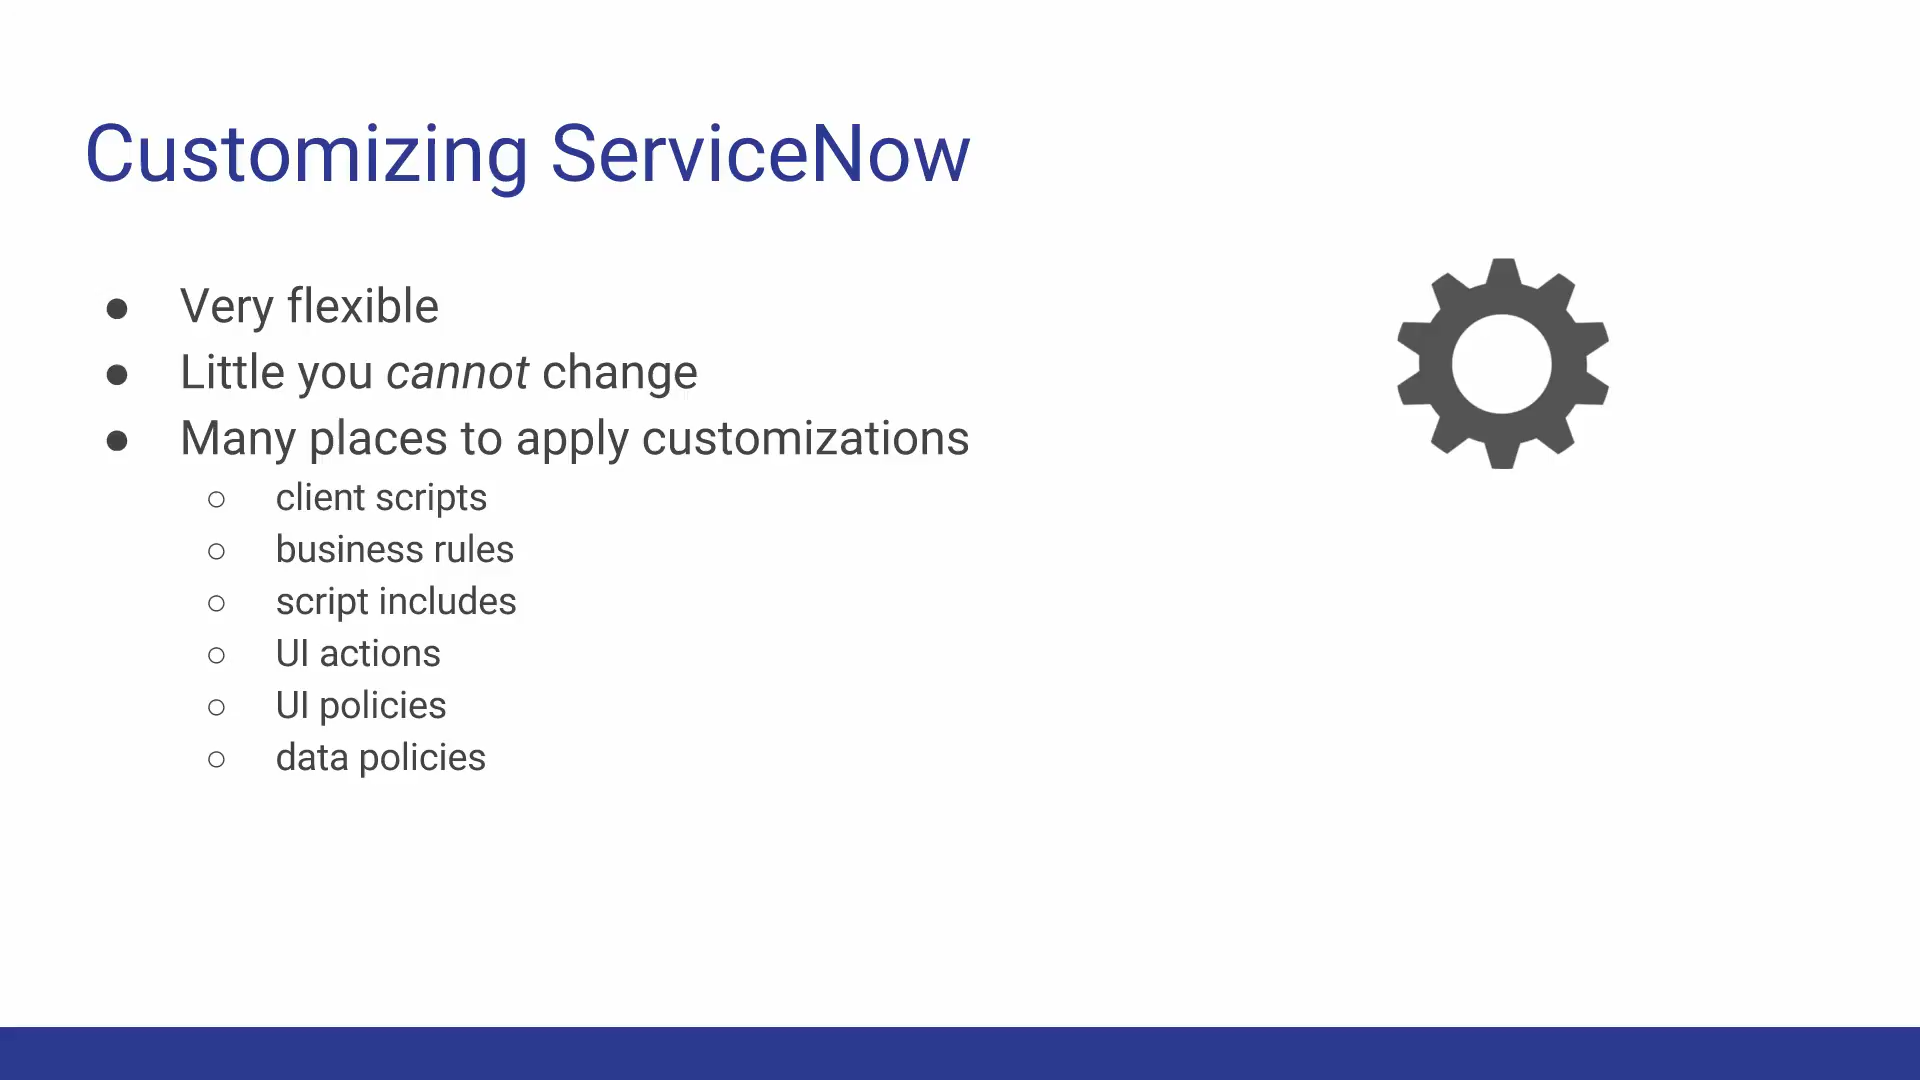 Customizing ServiceNow
● Very flexible
● Little you cannot change
● Many places to apply customizations
○ client scripts
○ business rules
○ script includes
○ UI actions
○ UI policies
○ data policies